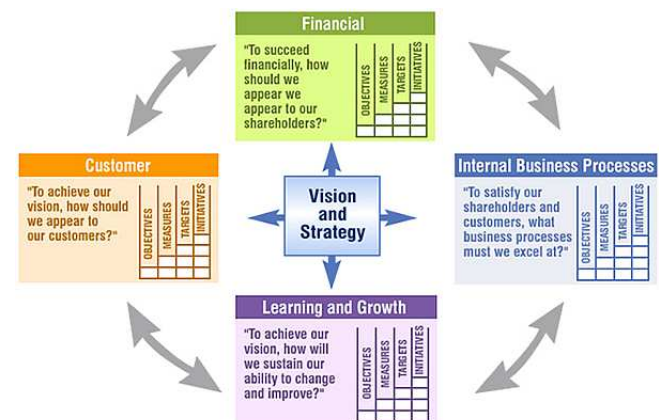 Financial
"To succeed
financially, how
should we
appear we
appear to our
shareholders?"
OBJECTIVES
MEASURES
TARGETS
INITIATIVES
Customer
"To achieve our
vision, how should
we appear to
our customers?"
OBJECTIVES
MEASURES
TARGETS
INITIATIVES
Vision
and
Strategy
Internal Business Processes
"To satisfy our
shareholders and
customers, what
business processes
must we excel at?"
OBJECTIVES
MEASURES
TARGETS
INITIATIVES
Learning and Growth
"To achieve our
vision, how will
we sustain our
ability to change
and improve?"
OBJECTIVES
MEASURES
TARGETS
INITIATIVES